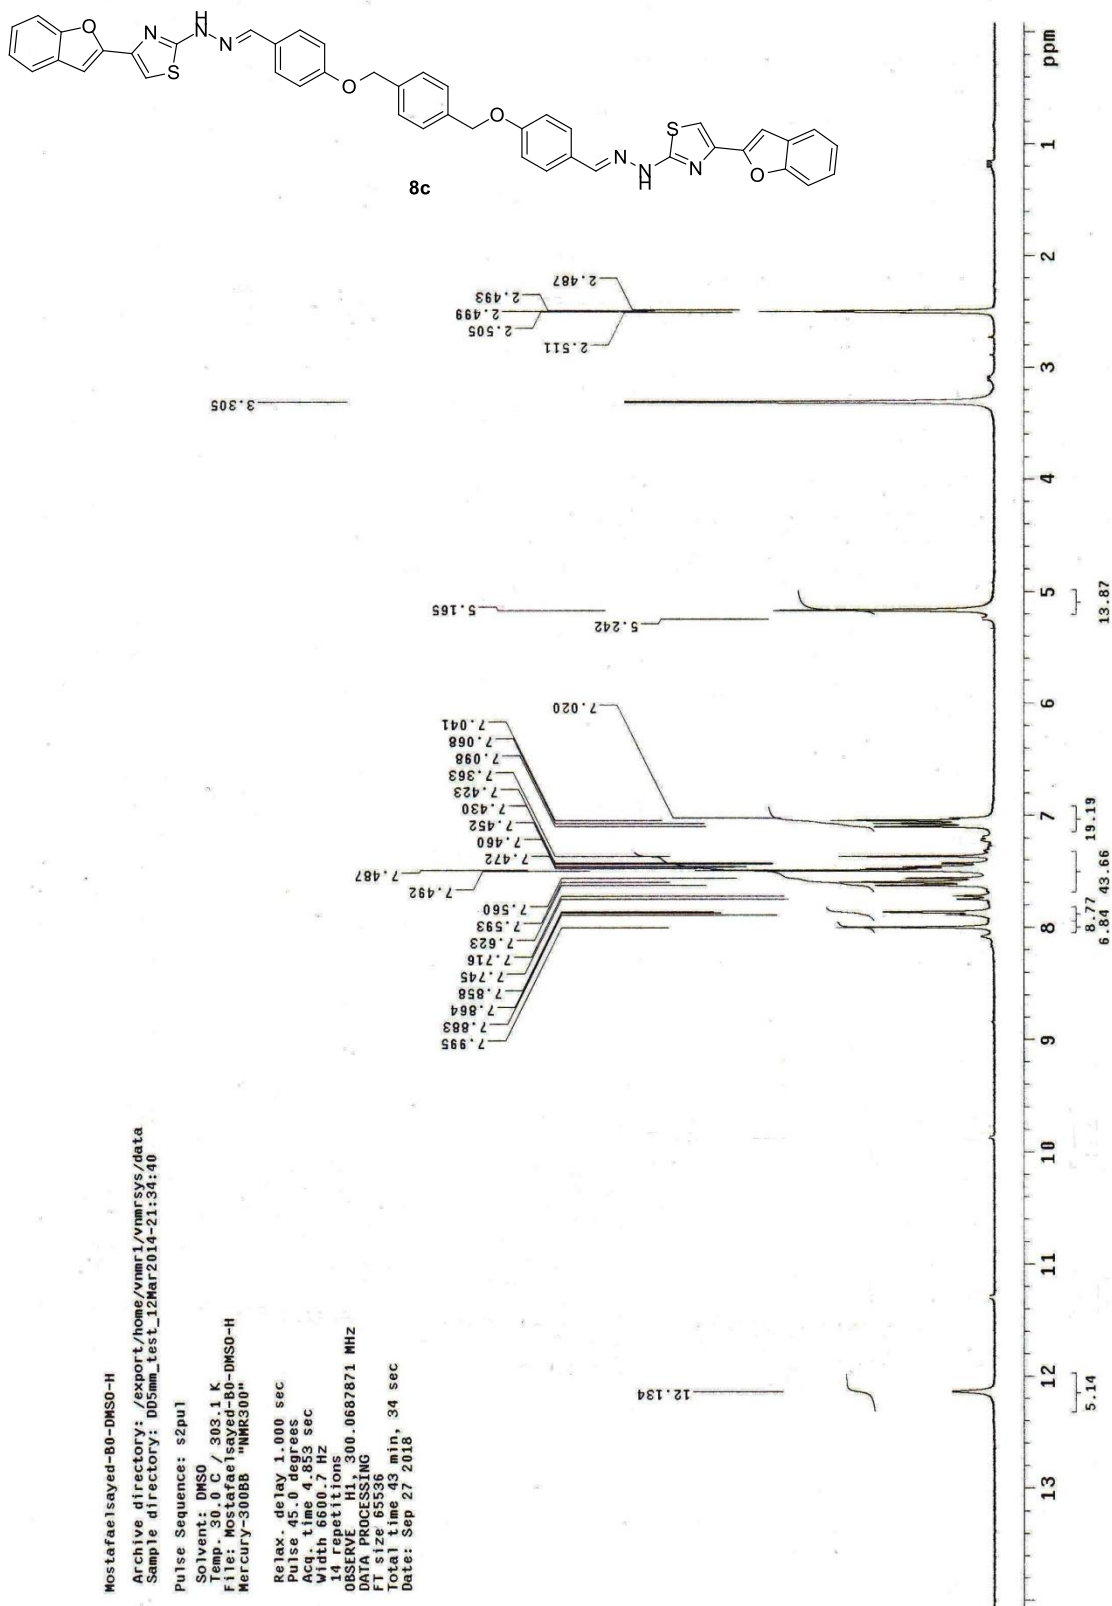 O
N
H
N
N
S
O
O
S
N
N
N
H
O
8c
Mostafaelsayed-B0-DMSO-H
Archive directory: /export/home/vnmr1/vnmrsys/data
Sample directory: DD5mm_test_12Mar2014-21:34:40
Pulse Sequence: s2pul
Solvent: DMSO
Temp. 30.0 C / 303.1 K
File: Mostafaelsayed-B0-DMSO-H
Mercury-300BB "NMR300"
Relax. delay 1.000 sec
Pulse 45.0 degrees
Acq. time 4.853 sec
Width 6600.7 Hz
14 repetitions
OBSERVE H1, 300.0687871 MHz
DATA PROCESSING
FT size 65536
Total time 43 min, 34 sec
Date: Sep 27 2018
12.134
7.995
7.883
7.864
7.858
7.745
7.716
7.623
7.593
7.560
7.492
7.487
7.472
7.460
7.452
7.430
7.423
7.363
7.098
7.068
7.041
7.020
5.242
5.165
3.305
2.511
2.505
2.499
2.493
2.487
13 12 11 10 9 8 7 6 5 4 3 2 1 ppm
5.14
6.84
8.77
43.66
19.19
13.87